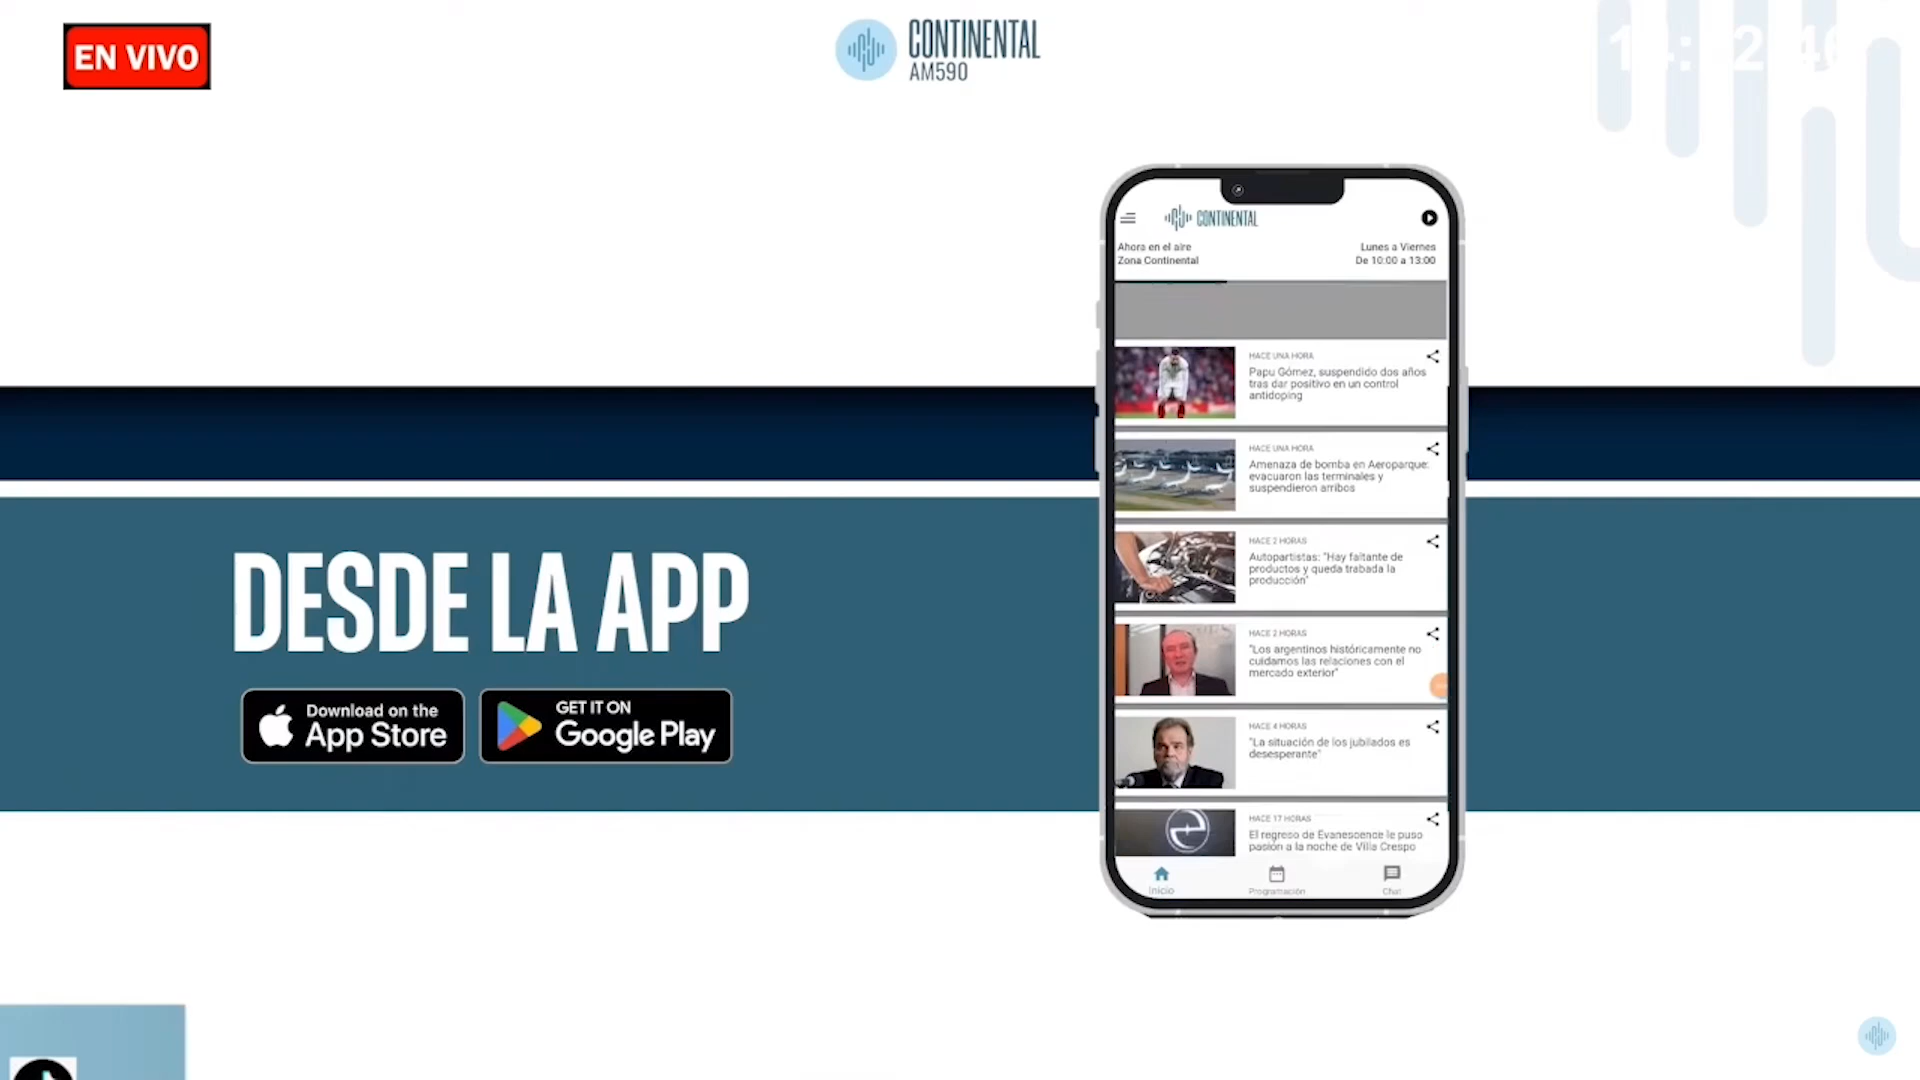 EN VIVO
CONTINENTAL
AM590
CONTINENTAL
Ahora en el aire
Zona Continental
Lunes a Viernes
De 10:00 a 13:00
HACE UNA HORA
Papu Gómez, suspendido dos años
tras dar positivo en un control
antidoping
HACE UNA HORA
Amenaza de bomba en Aeroparque:
evacuaron las terminales y
suspendieron arribos
HACE 2 HORAS
Autopartistas: "Hay faltante de
productos y queda trabada la
producción"
HACE 2 HORAS
"Los argentinos históricamente no
cuidamos las relaciones con el
mercado exterior"
HACE 4 HORAS
"La situación de los jubilados es
desesperante"
HACE 17 HORAS
El regreso de Evanescence le puso
pasión a la noche de Villa Crespo
Inicio
Programación
Chat
DESDE LA APP
Download on the
App Store
GET IT ON
Google Play